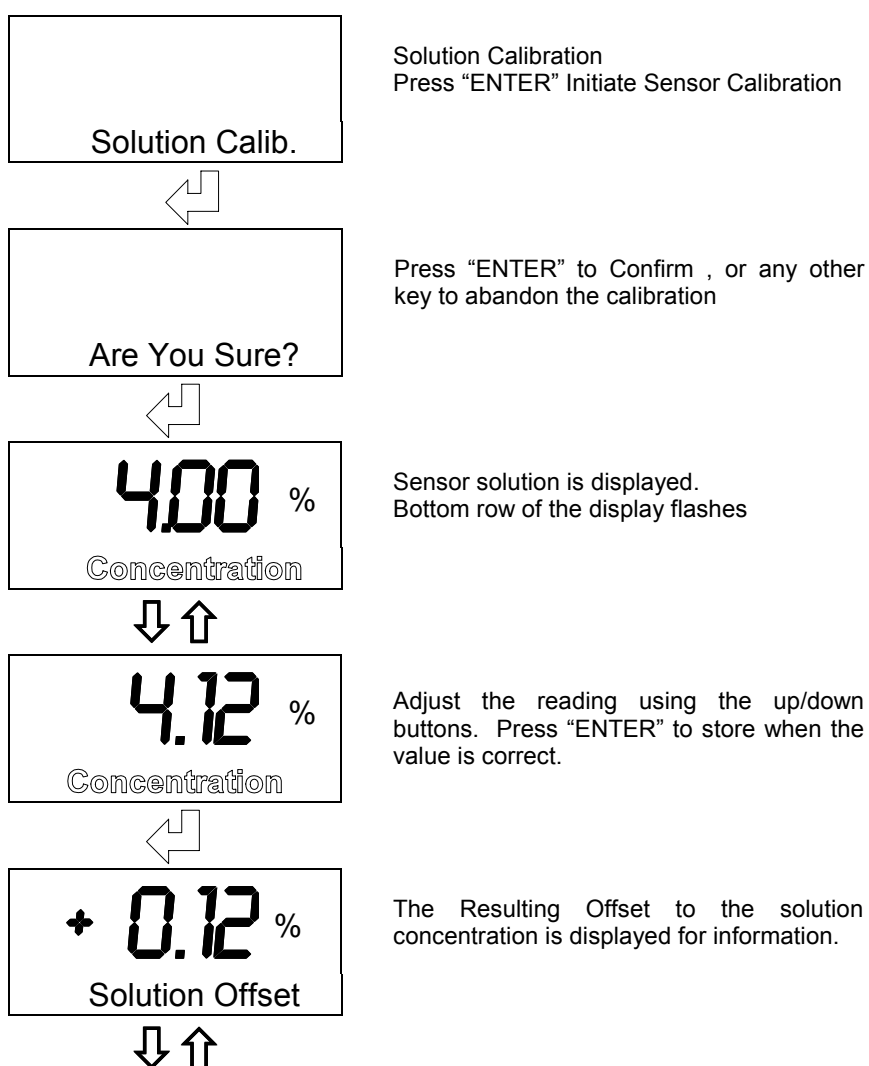 Solution Calibration
Press “ENTER” Initiate Sensor Calibration
Solution Calib.
Press “ENTER” to Confirm , or any other
key to abandon the calibration
Are You Sure?
4.00 %
Concentration
Sensor solution is displayed.
Bottom row of the display flashes
4.12 %
Concentration
Adjust the reading using the up/down
buttons. Press “ENTER” to store when the
value is correct.
+ 0.12 %
Solution Offset
The Resulting Offset to the solution
concentration is displayed for information.